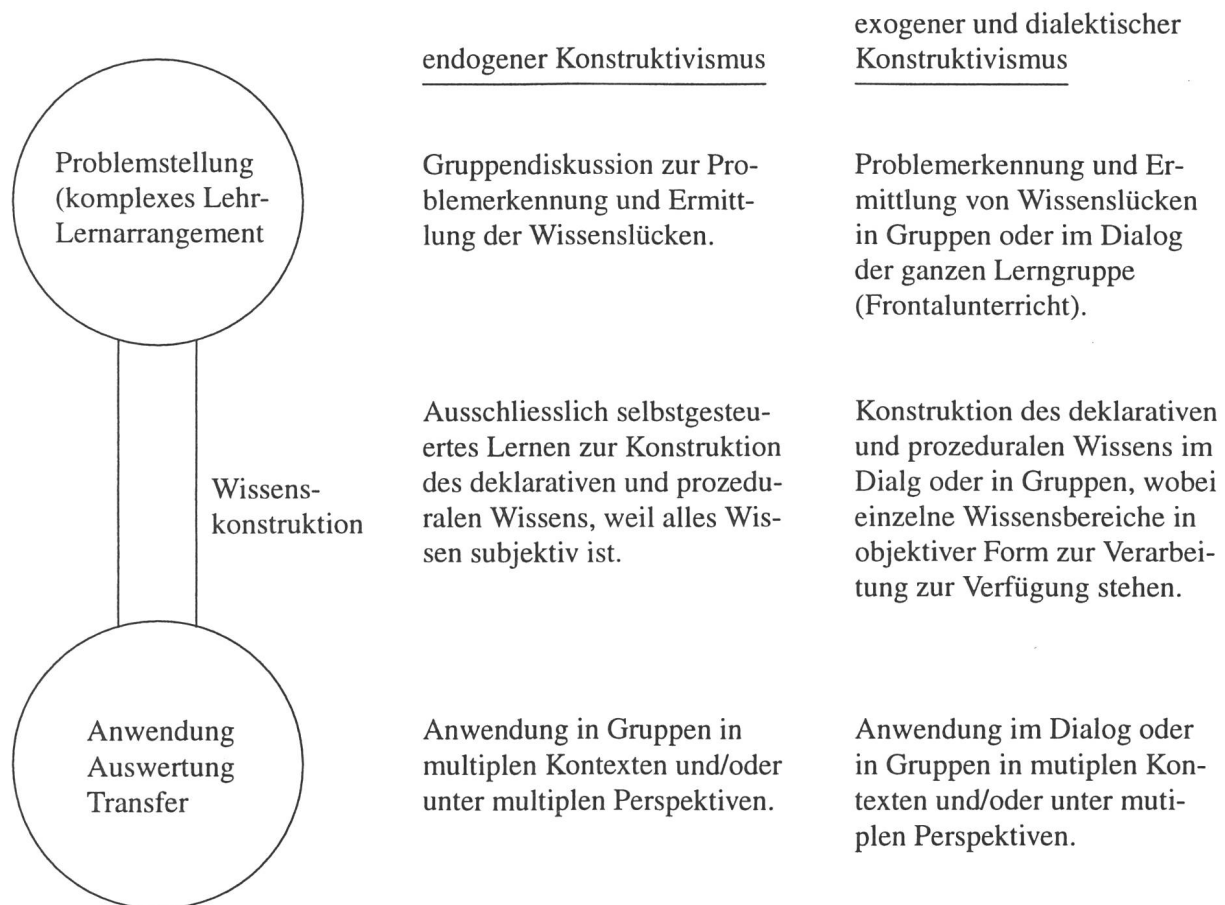 endogener Konstruktivismus
exogener und dialektischer
Konstruktivismus
Problemstellung
(komplexes Lehr-
Lernarrangement
Gruppendiskussion zur Pro-
blemerkennung und Ermitt-
lung der Wissenslücken.
Problemerkennung und Er-
mittlung von Wissenslücken
in Gruppen oder im Dialog
der ganzen Lerngruppe
(Frontalunterricht).
Wissens-
konstruktion
Ausschliesslich selbstgesteu-
ertes Lernen zur Konstruktion
des deklarativen und prozedu-
ralen Wissens, weil alles Wis-
sen subjektiv ist.
Konstruktion des deklarativen
und prozeduralen Wissens im
Dialg oder in Gruppen, wobei
einzelne Wissensbereiche in
objektiver Form zur Verarbei-
tung zur Verfügung stehen.
Anwendung
Auswertung
Transfer
Anwendung in Gruppen in
multiplen Kontexten und/oder
unter multiplen Perspektiven.
Anwendung im Dialog oder
in Gruppen in mutiplen Kon-
texten und/oder unter muti-
plen Perspektiven.